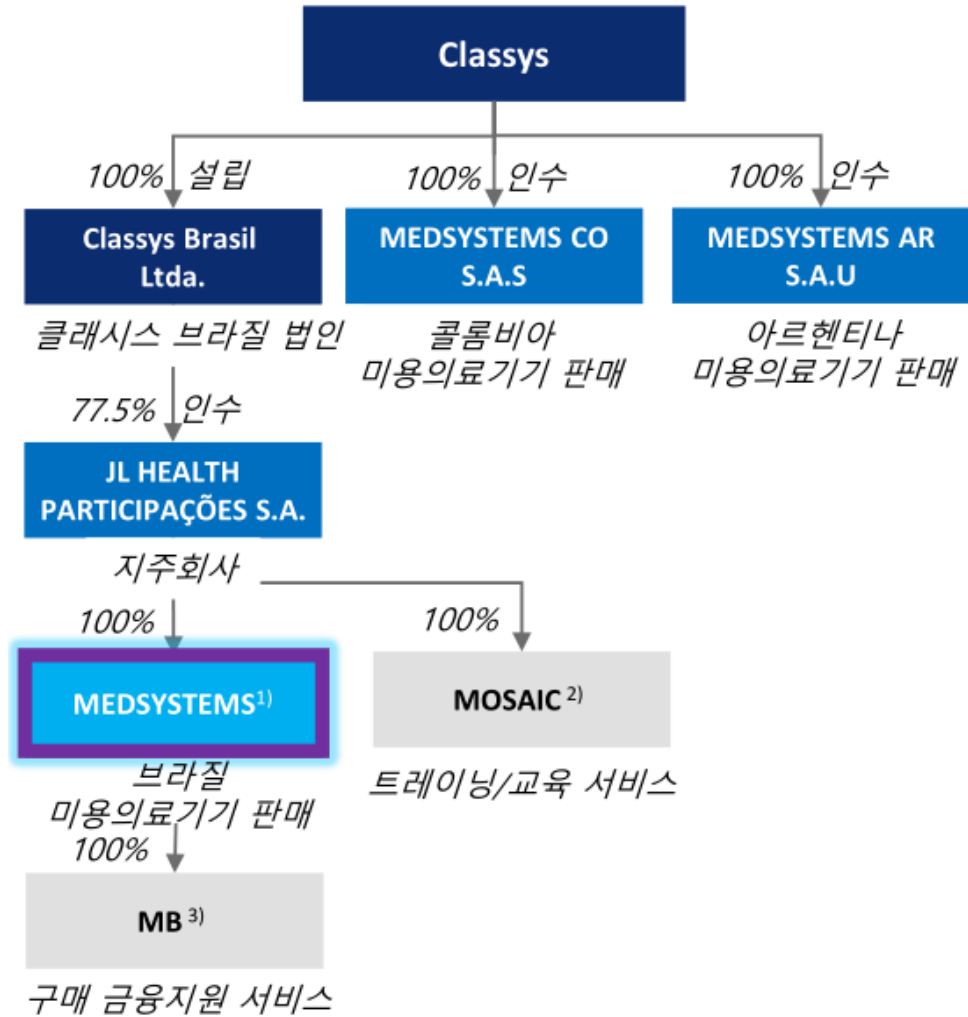 Classys
100% 설립
100% 인수
100% 인수
Classys Brasil
Ltda.
MEDSYSTEMS CO
S.A.S
MEDSYSTEMS AR
S.A.U
클래시스 브라질 법인
콜롬비아
미용의료기기 판매
아르헨티나
미용의료기기 판매
77.5% 인수
JL HEALTH
PARTICIPAÇÕES S.A.
지주회사
100%
100%
MEDSYSTEMS1)
MOSAIC 2)
브라질
미용의료기기 판매
트레이닝/교육 서비스
100%
MB 3)
구매 금융지원 서비스